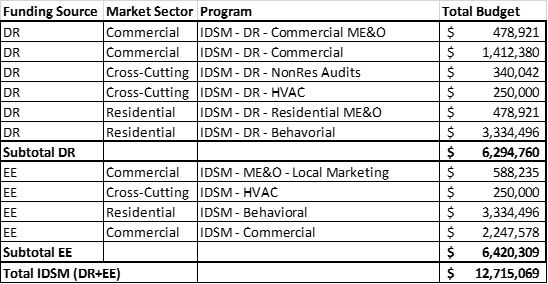 Funding Source Market Sector Program Total Budget
DR Commercial IDSM - DR - Commercial ME&O $ 478,921
DR Commercial IDSM - DR - Commercial $ 1,412,380
DR Cross-Cutting IDSM - DR - NonRes Audits $ 340,042
DR Cross-Cutting IDSM - DR - HVAC $ 250,000
DR Residential IDSM - DR - Residential ME&O $ 478,921
DR Residential IDSM - DR - Behavorial $ 3,334,496
Subtotal DR $ 6,294,760
EE Commercial IDSM - ME&O - Local Marketing $ 588,235
EE Cross-Cutting IDSM - HVAC $ 250,000
EE Residential IDSM - Behavioral $ 3,334,496
EE Commercial IDSM - Commercial $ 2,247,578
Subtotal EE $ 6,420,309
Total IDSM (DR+EE) $ 12,715,069